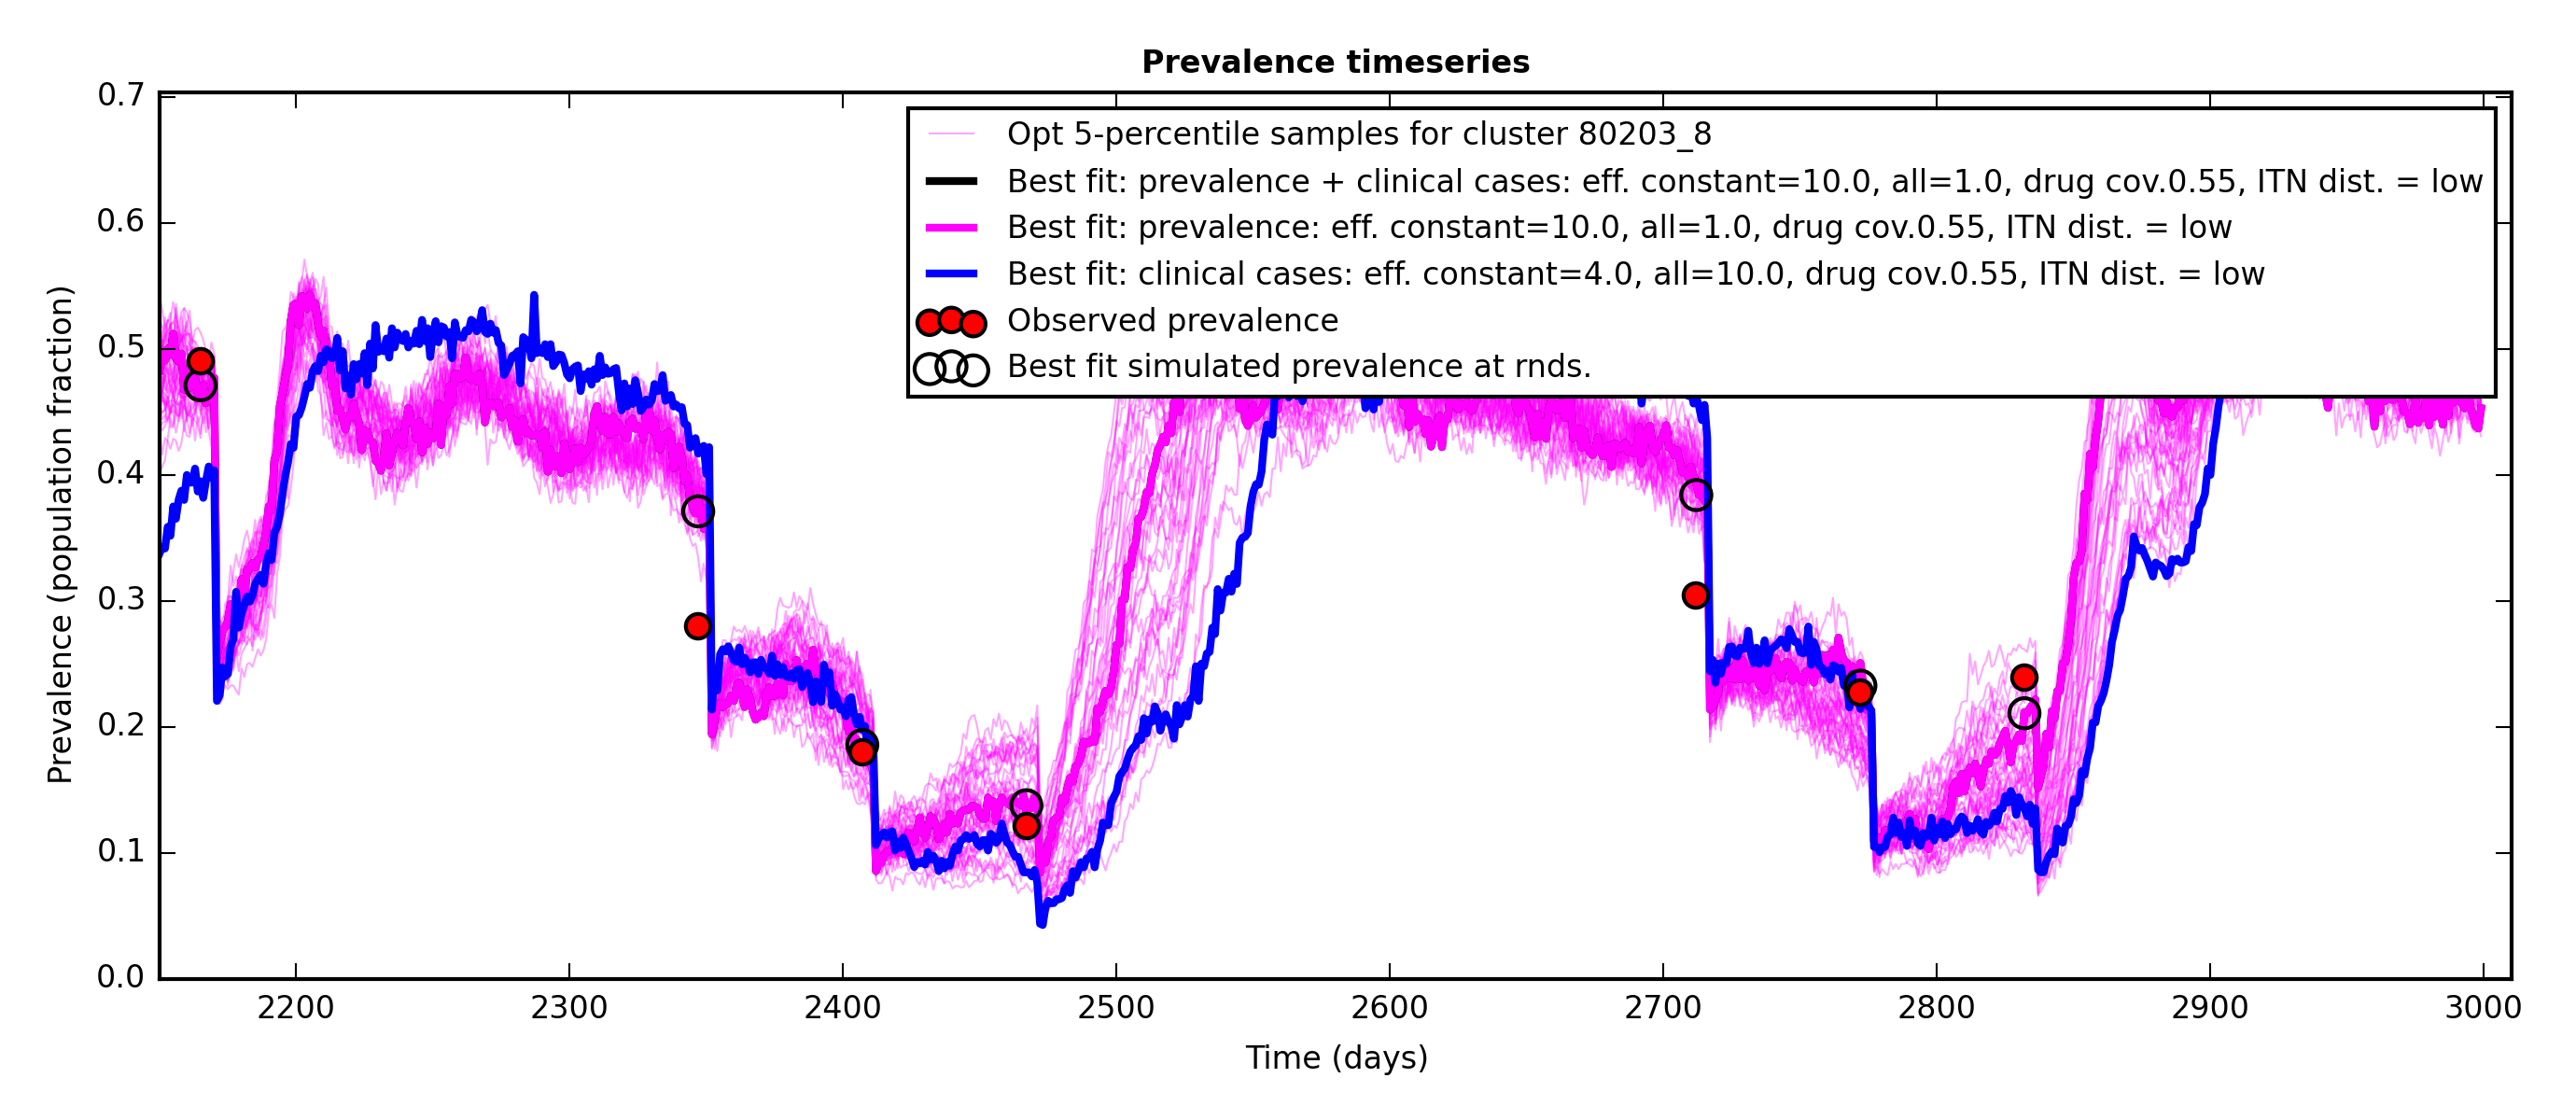 Prevalence timeseries
Opt 5-percentile samples for cluster 80203_8
Best fit: prevalence + clinical cases: eff. constant=10.0, all=1.0, drug cov.0.55, ITN dist. = low
Best fit: prevalence: eff. constant=10.0, all=1.0, drug cov.0.55, ITN dist. = low
Best fit: clinical cases: eff. constant=4.0, all=10.0, drug cov.0.55, ITN dist. = low
Observed prevalence
Best fit simulated prevalence at rnds.
Prevalence (population fraction)
0.7
0.6
0.5
0.4
0.3
0.2
0.1
0.0
2200 2300 2400 2500 2600 2700 2800 2900 3000
Time (days)